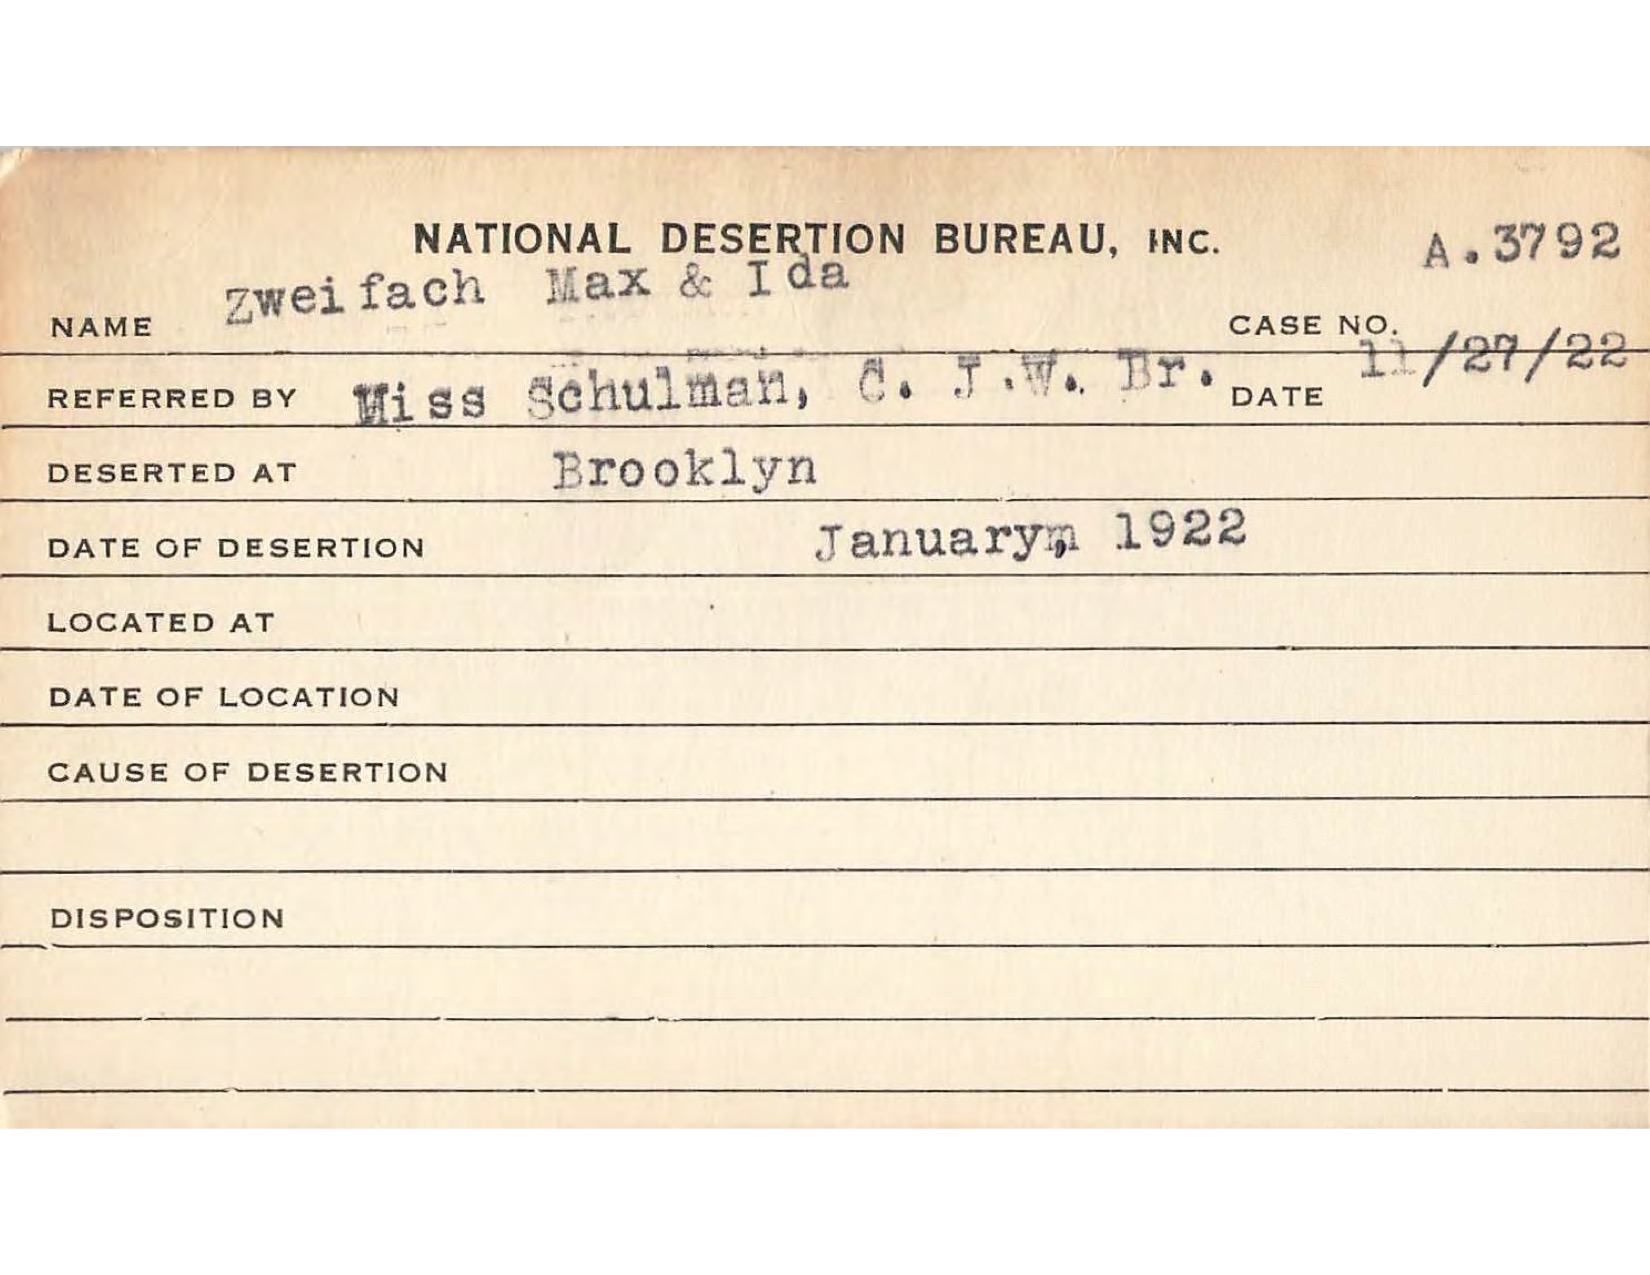 NATIONAL DESERTION BUREAU, INC.
A.3792
NAME Zweifach Max & Ida CASE NO.
REFERRED BY Miss Schulman, C. J.W. Br. DATE 11/27/22
DESERTED AT Brooklyn
DATE OF DESERTION January, 1922
LOCATED AT
DATE OF LOCATION
CAUSE OF DESERTION
DISPOSITION